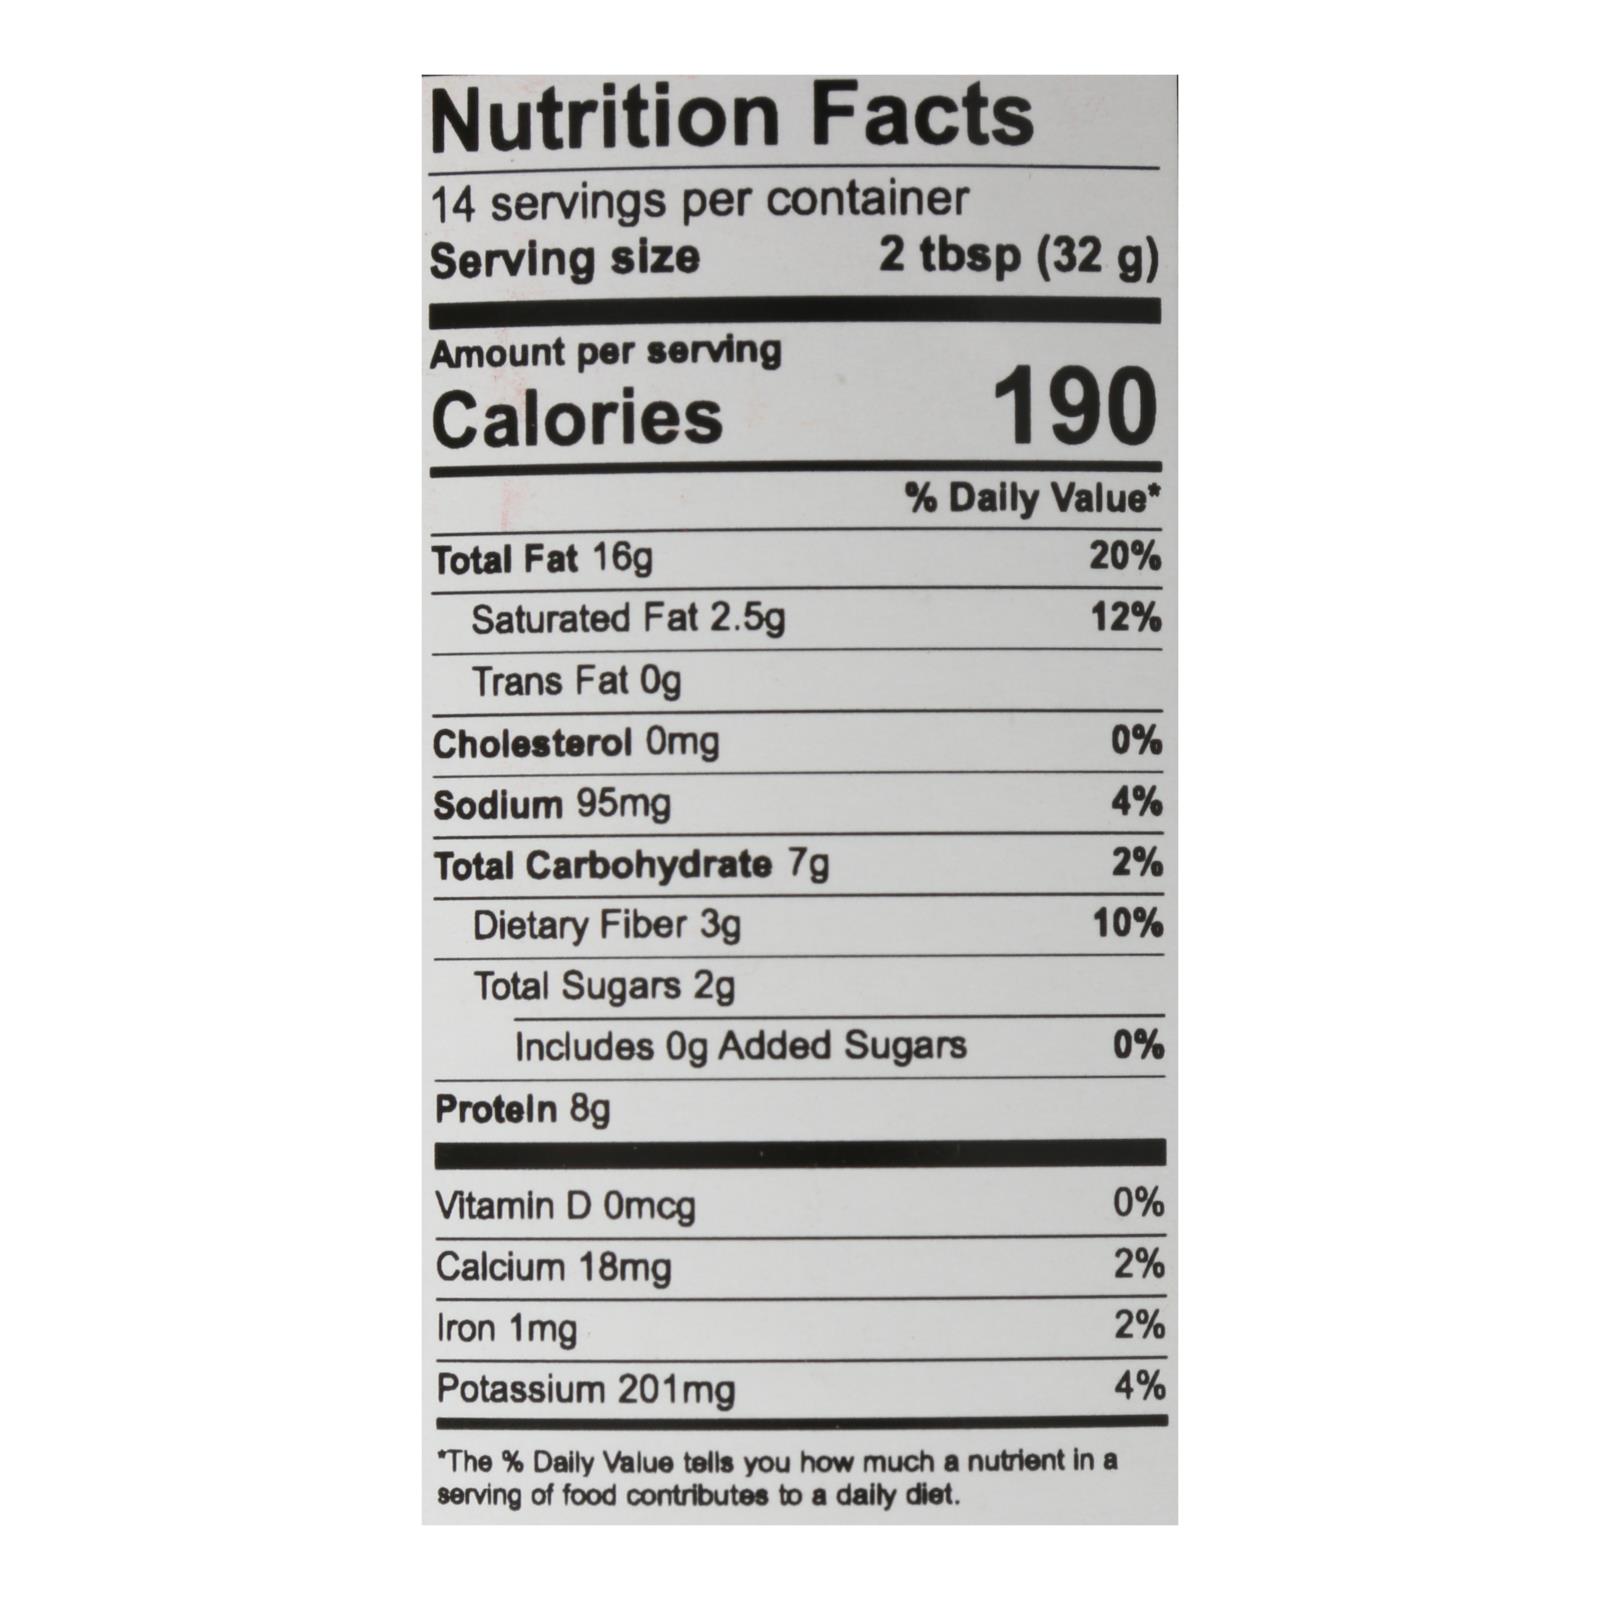 Nutrition Facts
14 servings per container
Serving size 2 tbsp (32 g)
Amount per serving
Calories 190
% Daily Value*
Total Fat 16g 20%
Saturated Fat 2.5g 12%
Trans Fat 0g
Cholesterol 0mg 0%
Sodium 95mg 4%
Total Carbohydrate 7g 2%
Dietary Fiber 3g 10%
Total Sugars 2g
Includes 0g Added Sugars 0%
Protein 8g
Vitamin D 0mcg 0%
Calcium 18mg 2%
Iron 1mg 2%
Potassium 201mg 4%
*The % Daily Value tells you how much a nutrient in a
serving of food contributes to a daily diet.